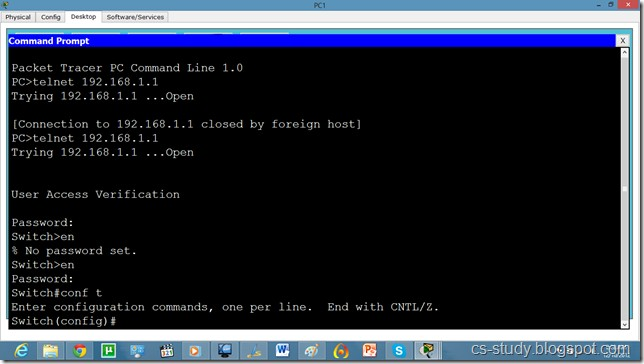 PC1
Physical Config Desktop Software/Services
Command Prompt
X
Packet Tracer PC Command Line 1.0
PC>telnet 192.168.1.1
Trying 192.168.1.1 ...Open
[Connection to 192.168.1.1 closed by foreign host]
PC>telnet 192.168.1.1
Trying 192.168.1.1 ...Open
User Access Verification
Password:
Switch>en
% No password set.
Switch>en
Password:
Switch#conf t
Enter configuration commands, one per line.  End with CNTL/Z.
Switch(config)#
cs-study.blogspot.com